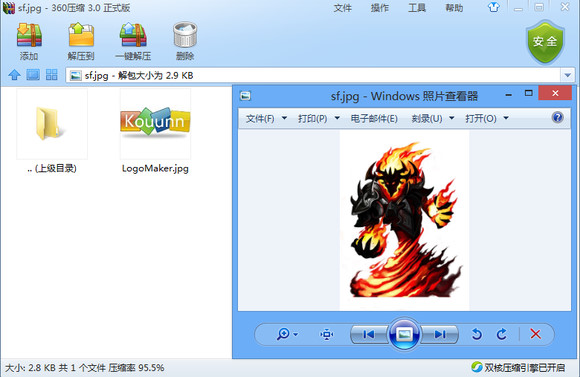 sf.jpg - 360压缩 3.0 正式版
文件 操作 工具 帮助
添加 解压到 一键解压 删除
安全
sf.jpg - 解包大小为 2.9 KB
Kouunn
.. (上级目录)
LogoMaker.jpg
sf.jpg - Windows 照片查看器
文件(F) 打印(P) 电子邮件(E) 刻录(U) 打开(O)
大小: 2.8 KB 共 1 个文件 压缩率 95.5%
双核压缩引擎已开启